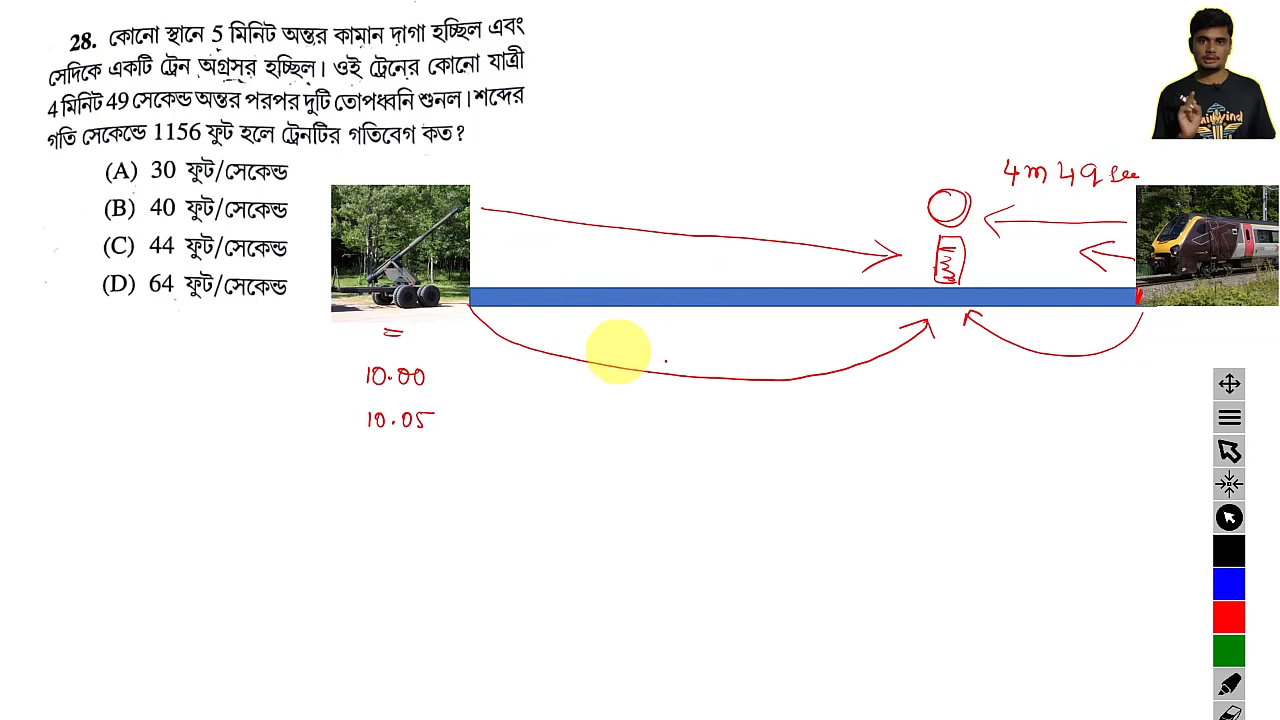 28. কোনো স্থানে 5 মিনিট অন্তর কামান দাগা হচ্ছিল এবং
সেদিকে একটি ট্রেন অগ্রসর হচ্ছিল। ওই ট্রেনের কোনো যাত্রী
4 মিনিট 49 সেকেন্ড অন্তর পরপর দুটি তোপধ্বনি শুনল। শব্দের
গতি সেকেন্ডে 1156 ফুট হলে ট্রেনটির গতিবেগ কত?
(A) 30 ফুট/সেকেন্ড
(B) 40 ফুট/সেকেন্ড
(C) 44 ফুট/সেকেন্ড
(D) 64 ফুট/সেকেন্ড
4 m 49 sec
=
10.00
10.05